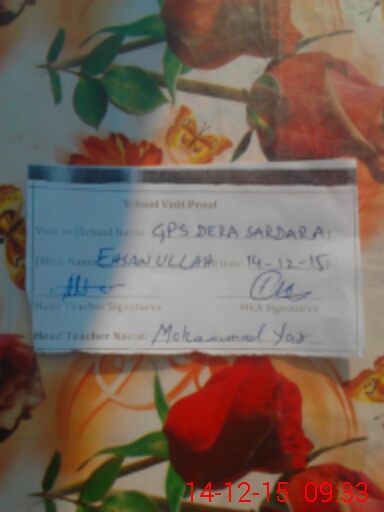 School Visit Proof
Visit to (School Name: GPS DERA SARDARA)
(MEA Name: EHSAN ULLAH) (Date: 14-12-15)
Head Teacher Signatures MEA Signatures
Head Teacher Name: Mohammad Yar
14-12-15 09:33